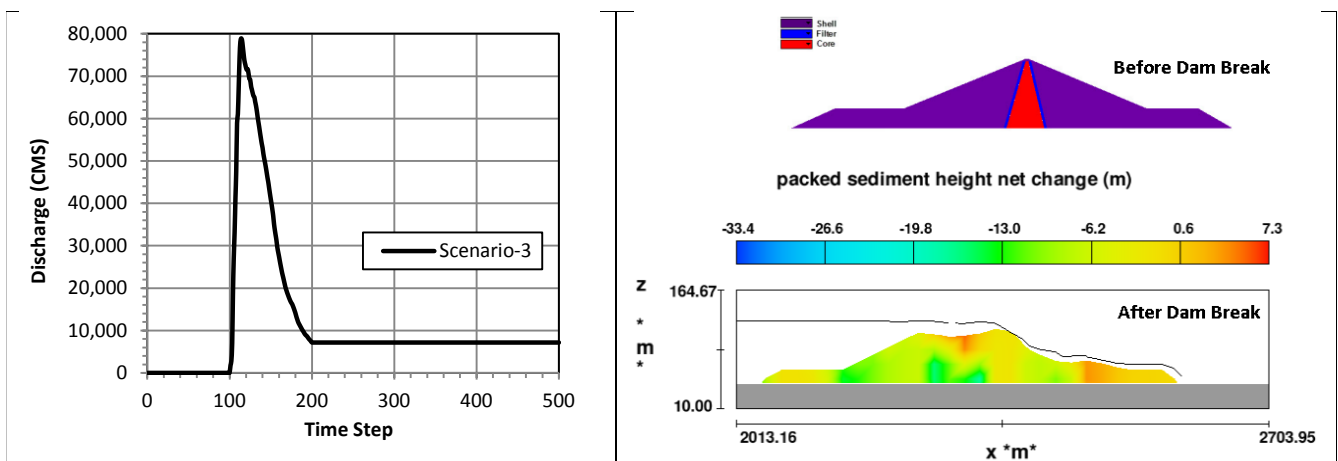 80,000
70,000
60,000
50,000
40,000
30,000
20,000
10,000
0
Discharge (CMS)
Scenario-3
0 100 200 300 400 500
Time Step
Shell
Filter
Core
Before Dam Break
packed sediment height net change (m)
-33.4 -26.6 -19.8 -13.0 -6.2 0.6 7.3
z
*
m
*
164.67
10.00
After Dam Break
2013.16 2703.95
x *m*